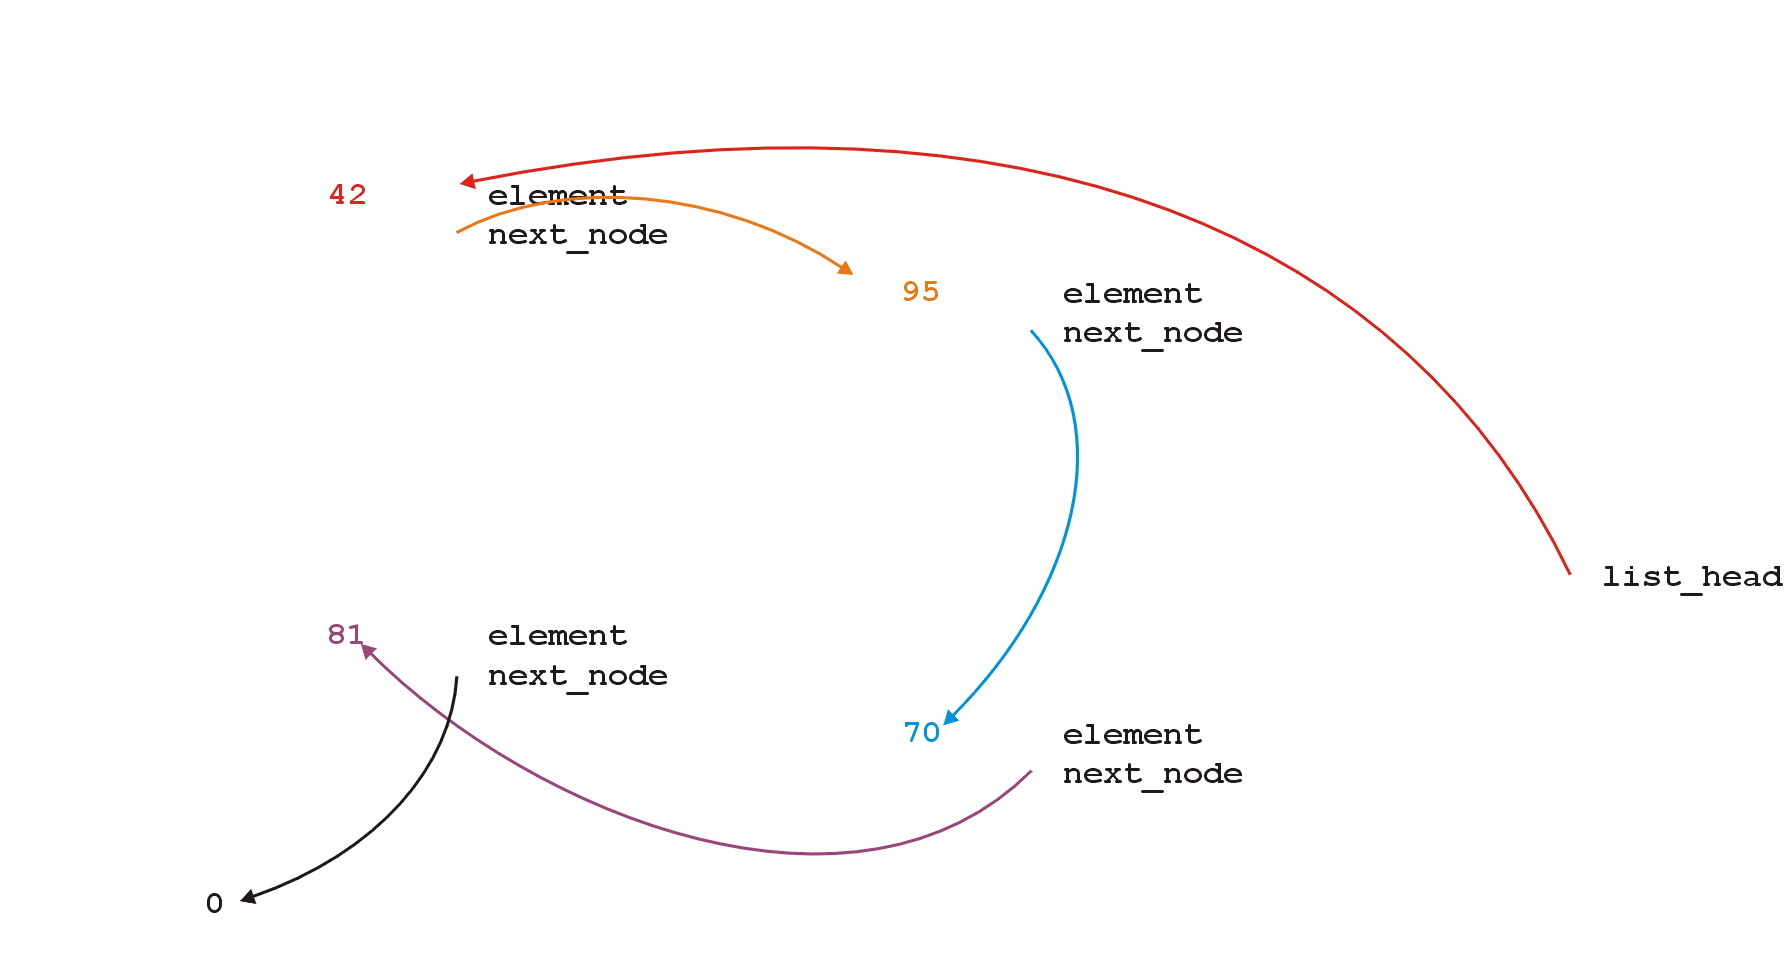 42 element
next_node
95 element
next_node
list_head
81 element
next_node
70 element
next_node
0